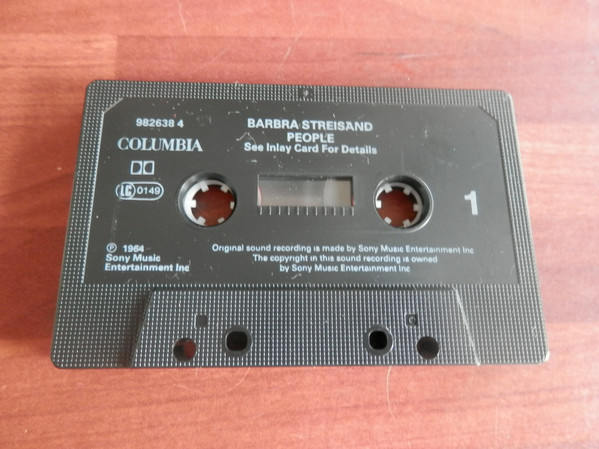 982638 4
COLUMBIA
BARBRA STREISAND
PEOPLE
See Inlay Card For Details
LC 0149
1
℗ 1964
Sony Music
Entertainment Inc
Original sound recording is made by Sony Music Entertainment Inc
The copyright in this sound recording is owned
by Sony Music Entertainment Inc